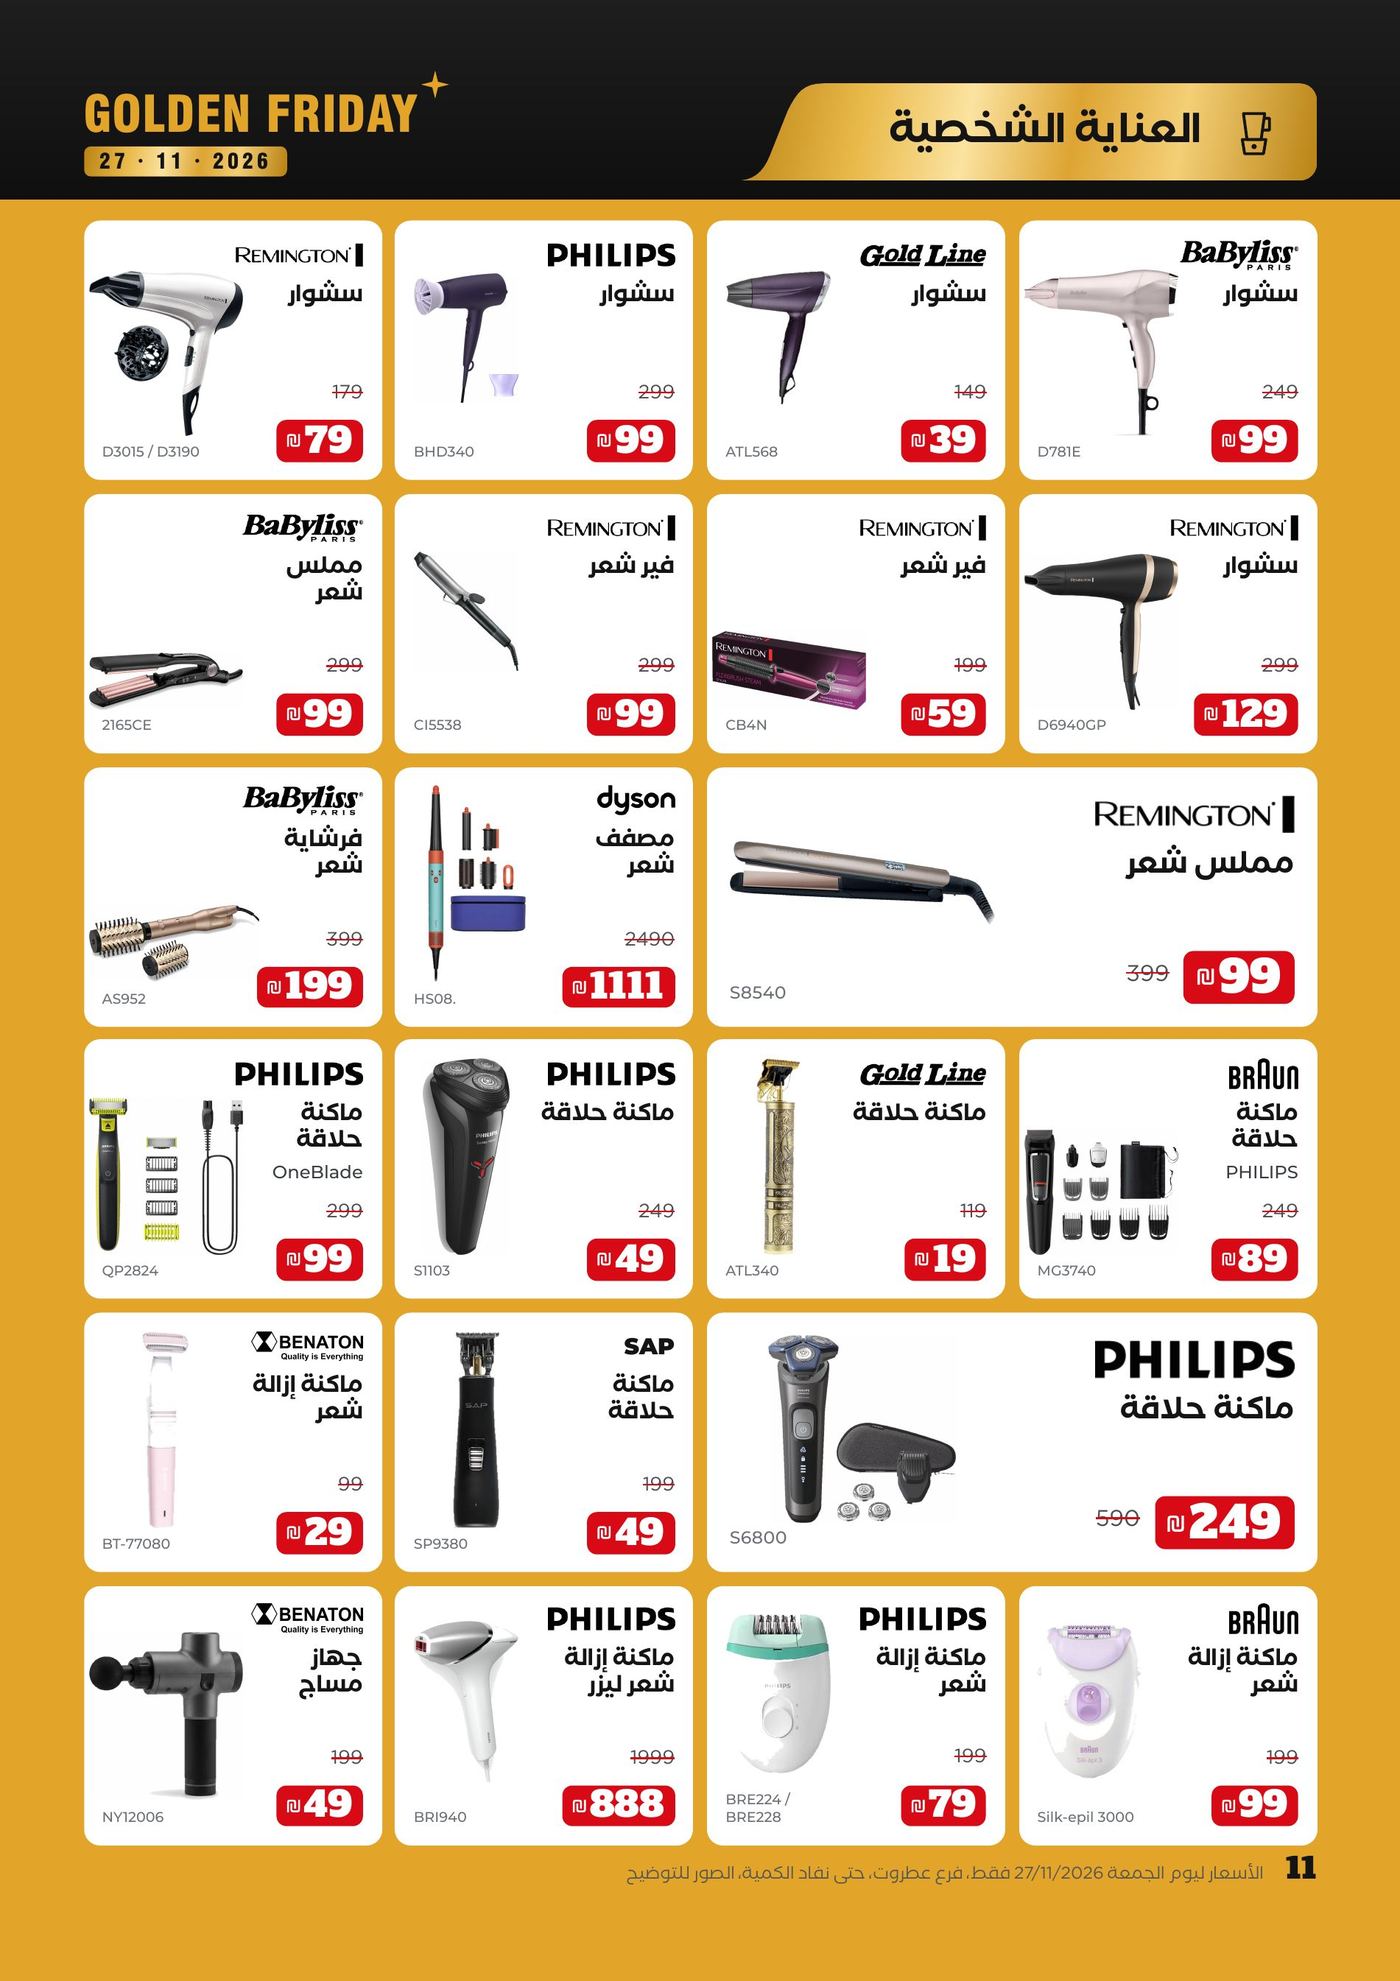 GOLDEN FRIDAY
27 · 11 · 2026
العناية الشخصية
BaByliss
PARIS
سشوار
249
₪99
D781E
Gold Line
سشوار
149
₪39
ATL568
PHILIPS
سشوار
299
₪99
BHD340
REMINGTON
سشوار
179
₪79
D3015 / D3190
REMINGTON
سشوار
299
₪129
D6940GP
REMINGTON
فير شعر
199
₪59
CB4N
REMINGTON
REMINGTON
فير شعر
299
₪99
CI5538
BaByliss
PARIS
مملس
شعر
299
₪99
2165CE
REMINGTON
مملس شعر
399
₪99
S8540
dyson
مصفف
شعر
2490
₪1111
HS08.
BaByliss
PARIS
فرشاية
شعر
399
₪199
AS952
BRAUN
ماكنة
حلاقة
PHILIPS
249
₪89
MG3740
Gold Line
ماكنة حلاقة
119
₪19
ATL340
PHILIPS
ماكنة حلاقة
249
₪49
S1103
PHILIPS
PHILIPS
ماكنة
حلاقة
OneBlade
299
₪99
QP2824
PHILIPS
ماكنة حلاقة
590
₪249
S6800
SAP
ماكنة
حلاقة
199
₪49
SP9380
SAP
BENATON
Quality is Everything
ماكنة إزالة
شعر
99
₪29
BT-77080
BRAUN
ماكنة إزالة
شعر
199
₪99
Silk-epil 3000
BRAUN
PHILIPS
ماكنة إزالة
شعر
199
₪79
BRE224 /
BRE228
PHILIPS
PHILIPS
ماكنة إزالة
شعر ليزر
1999
₪888
BRI940
BENATON
Quality is Everything
جهاز
مساج
199
₪49
NY12006
11
الأسعار ليوم الجمعة 27/11/2026 فقط، فرع عطروت، حتى نفاد الكمية، الصور للتوضيح